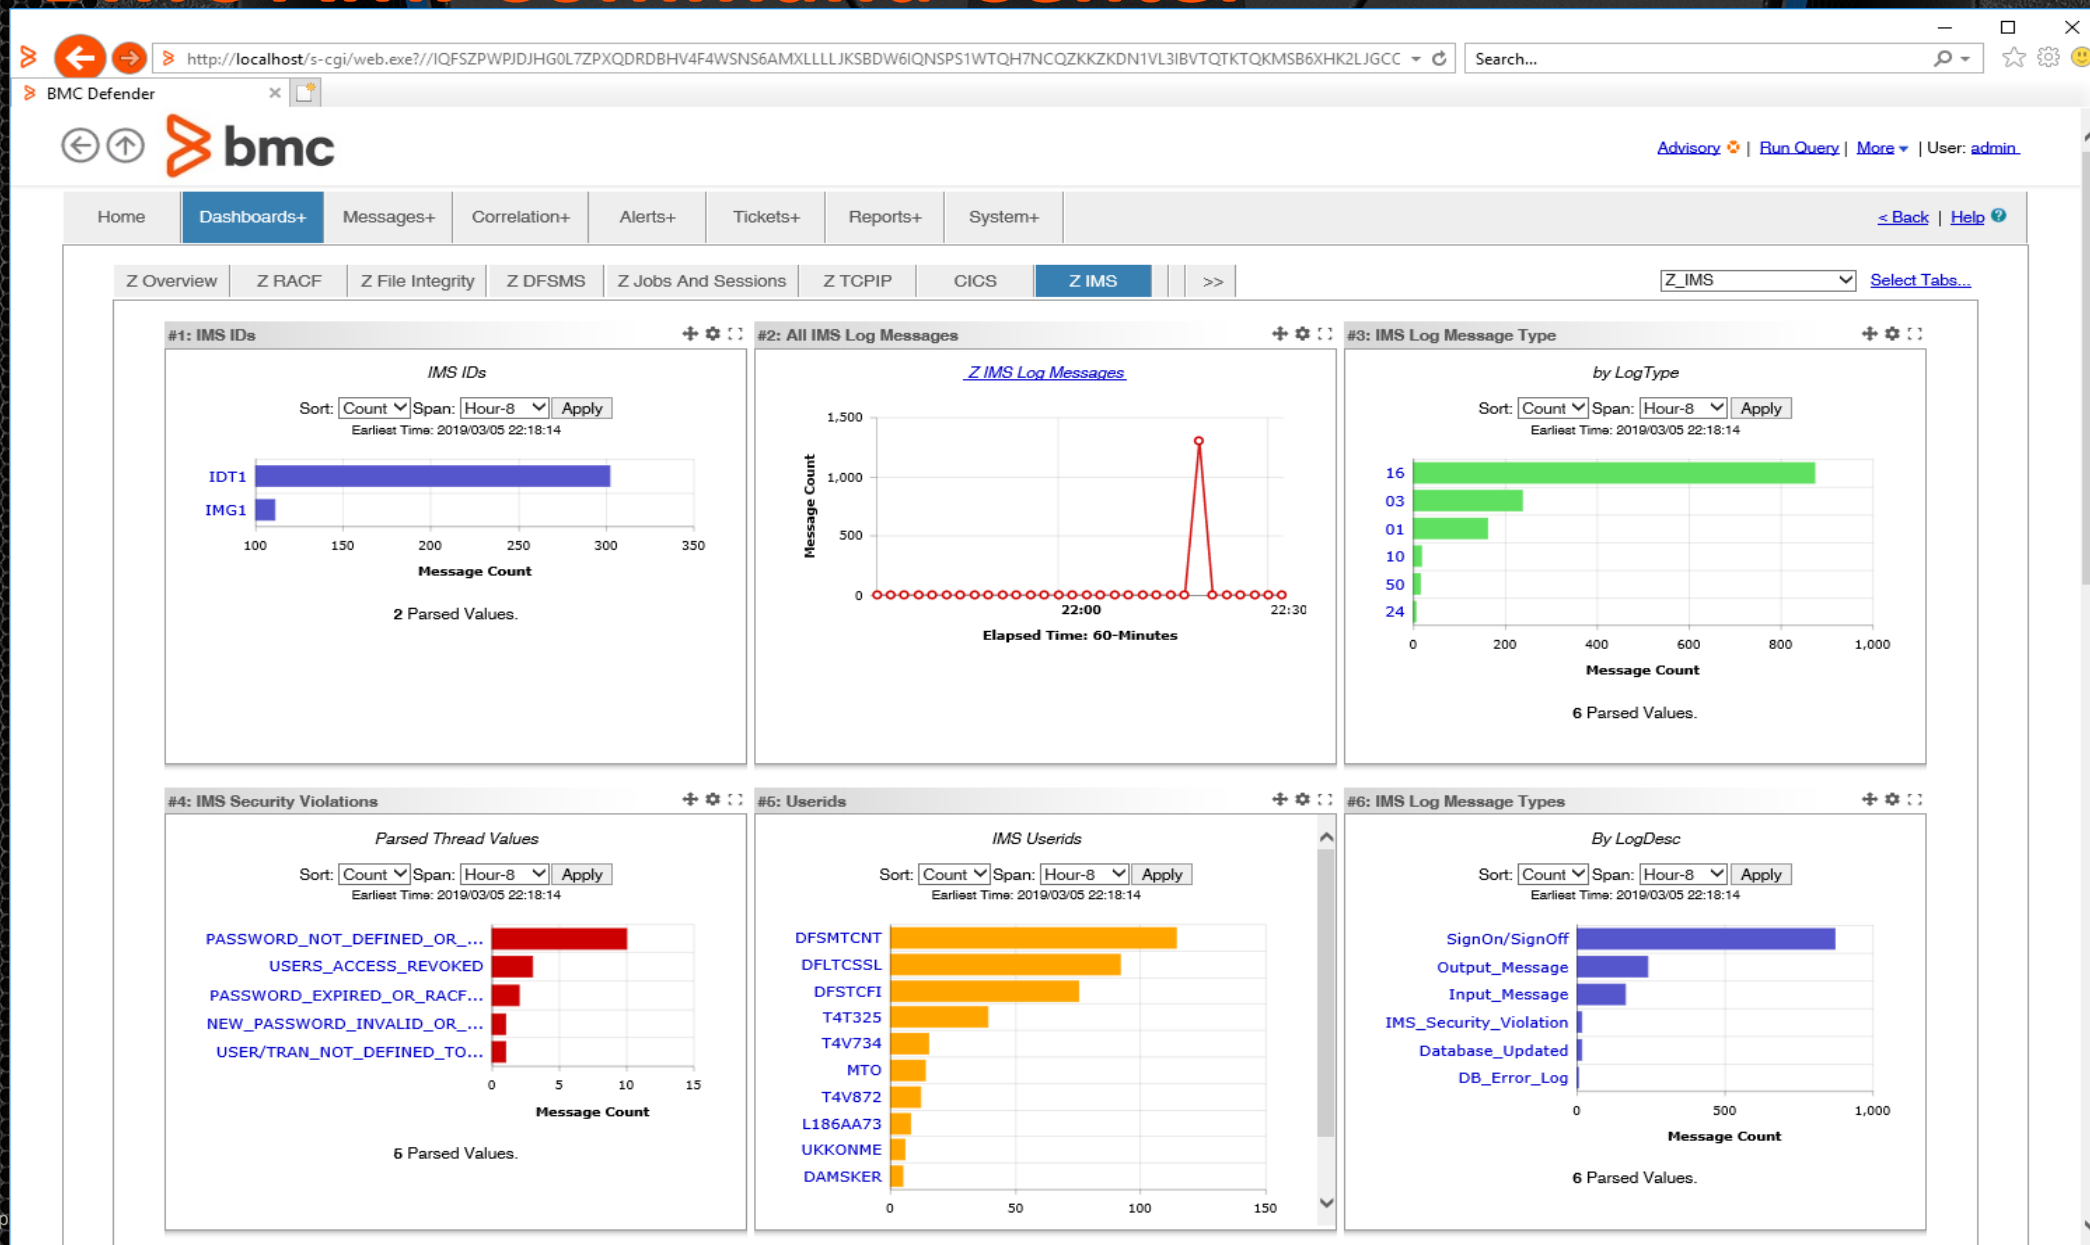 http://localhost/s-cgi/web.exe?//IQFSZPWPJDJHG0L7ZPXQDRDBHV4F4WSNS6AMXLLLLJKSBDW6IQNSPS1WTQH7NCQZKKZKDN1VL3IBVTQTKTQKMSB6XHK2LJGCC
Search...
BMC Defender
bmc
Advisory | Run Query | More | User: admin
Home Dashboards+ Messages+ Correlation+ Alerts+ Tickets+ Reports+ System+
< Back | Help ?
Z Overview Z RACF Z File Integrity Z DFSMS Z Jobs And Sessions Z TCPIP CICS Z IMS >>
Z_IMS Select Tabs...
#1: IMS IDs
IMS IDs
Sort: Count Span: Hour-8 Apply
Earliest Time: 2019/03/05 22:18:14
IDT1
IMG1
100 150 200 250 300 350
Message Count
2 Parsed Values.
#2: All IMS Log Messages
Z IMS Log Messages
1,500
1,000
500
0
Message Count
22:00 22:30
Elapsed Time: 60-Minutes
#3: IMS Log Message Type
by LogType
Sort: Count Span: Hour-8 Apply
Earliest Time: 2019/03/05 22:18:14
16
03
01
10
50
24
0 200 400 600 800 1,000
Message Count
6 Parsed Values.
#4: IMS Security Violations
Parsed Thread Values
Sort: Count Span: Hour-8 Apply
Earliest Time: 2019/03/05 22:18:14
PASSWORD_NOT_DEFINED_OR_...
USERS_ACCESS_REVOKED
PASSWORD_EXPIRED_OR_RACF...
NEW_PASSWORD_INVALID_OR_...
USER/TRAN_NOT_DEFINED_TO...
0 5 10 15
Message Count
5 Parsed Values.
#5: Userids
IMS Userids
Sort: Count Span: Hour-8 Apply
Earliest Time: 2019/03/05 22:18:14
DFSMTCNT
DFLTCSSL
DFSTCFI
T4T325
T4V734
MTO
T4V872
L186AA73
UKKONME
DAMSKER
0 50 100 150
#6: IMS Log Message Types
By LogDesc
Sort: Count Span: Hour-8 Apply
Earliest Time: 2019/03/05 22:18:14
SignOn/SignOff
Output_Message
Input_Message
IMS_Security_Violation
Database_Updated
DB_Error_Log
0 500 1,000
Message Count
6 Parsed Values.